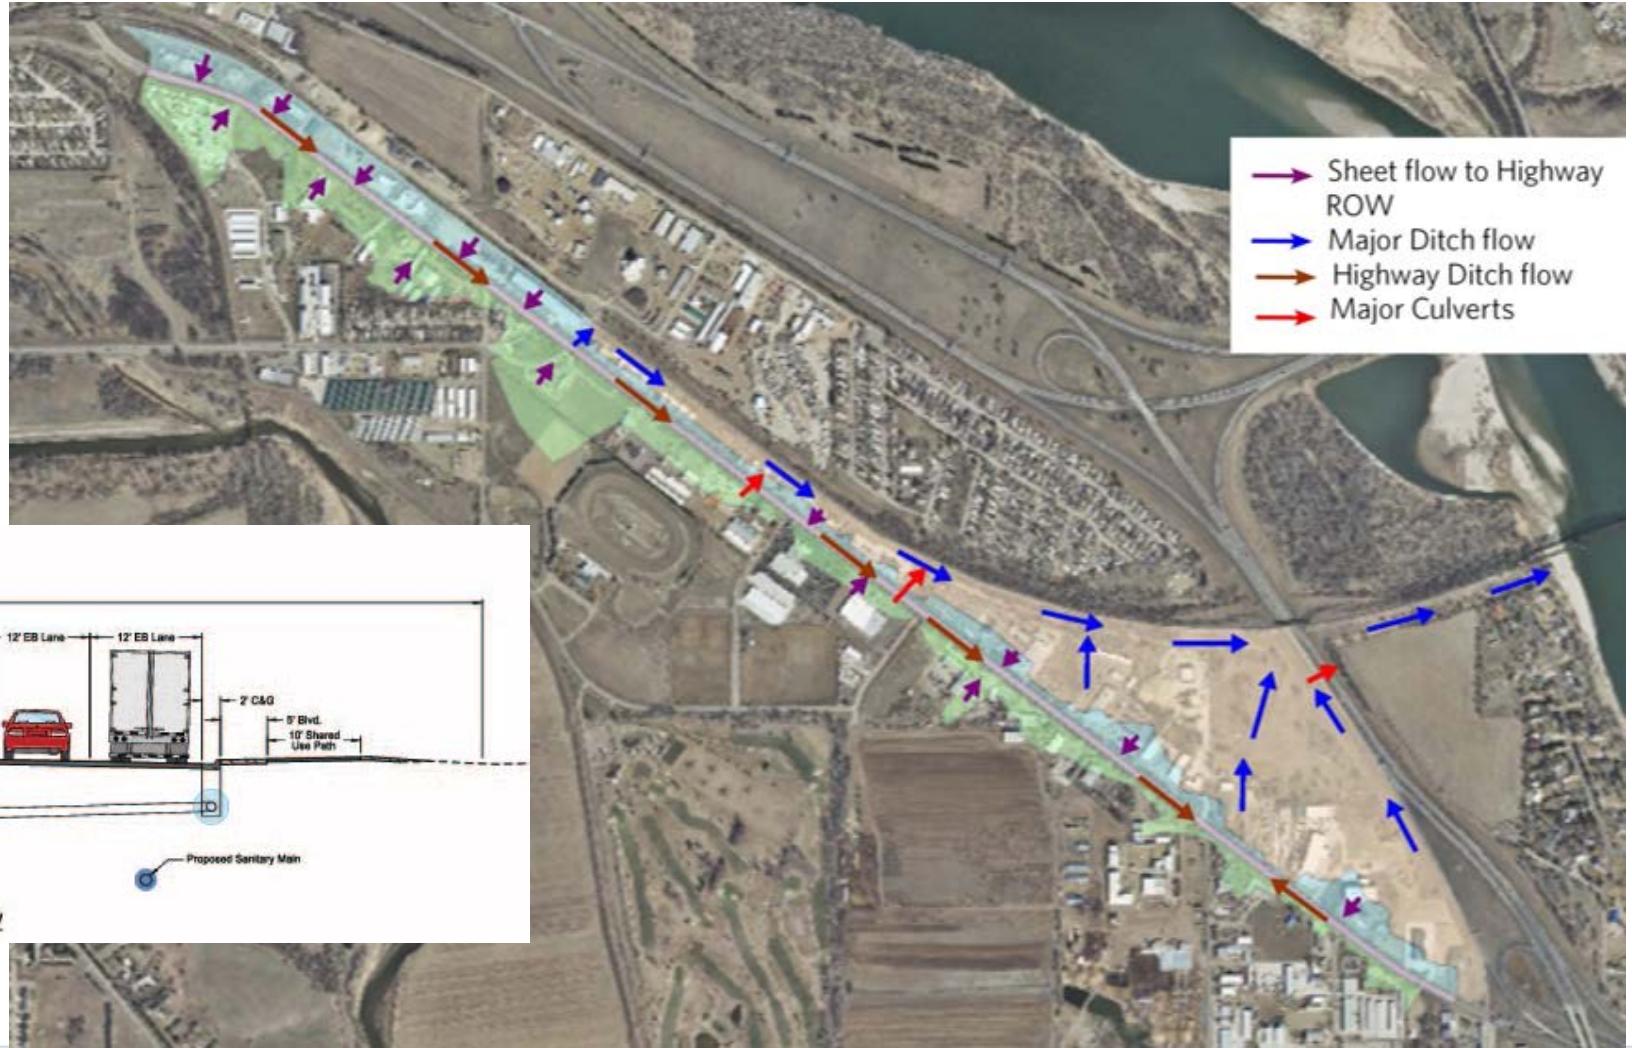 Sheet flow to Highway
ROW
Major Ditch flow
Highway Ditch flow
Major Culverts
12' EB Lane
12' EB Lane
2' C&G
5' Blvd.
10' Shared
Use Path
Proposed Sanitary Main